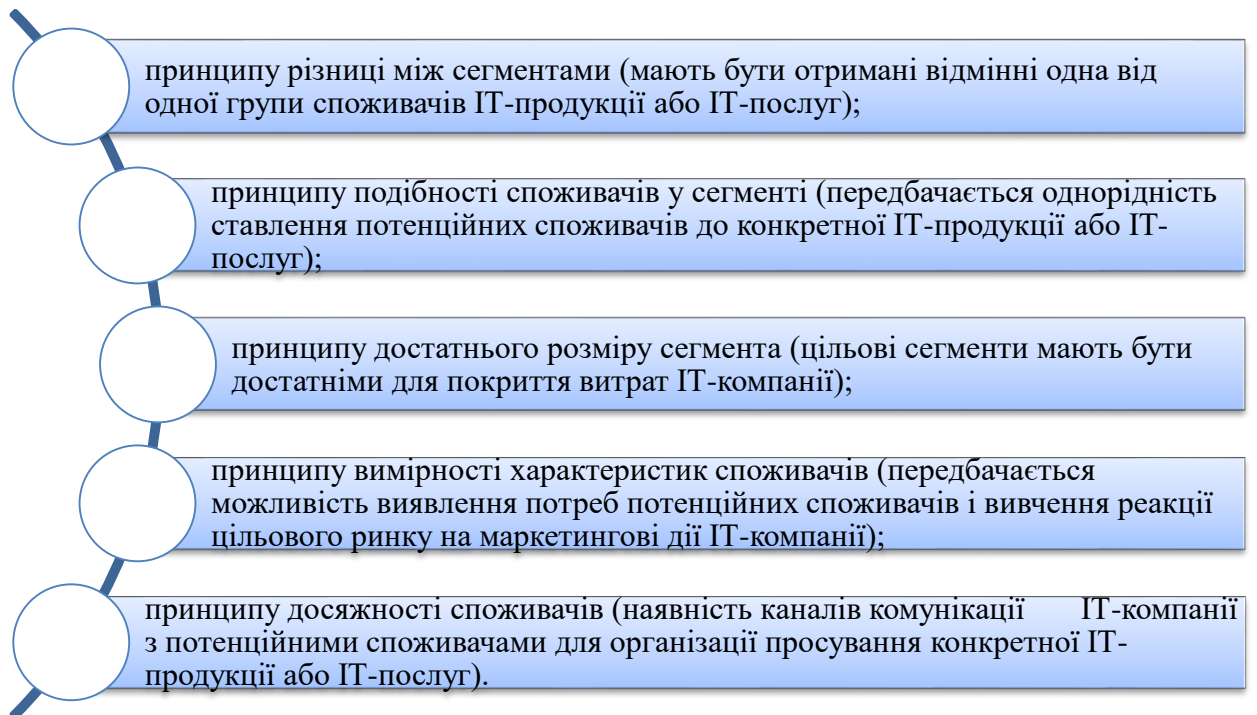 принципу різниці між сегментами (мають бути отримані відмінні одна від
одної групи споживачів ІТ-продукції або ІТ-послуг);
принципу подібності споживачів у сегменті (передбачається однорідність
ставлення потенційних споживачів до конкретної ІТ-продукції або ІТ-
послуг);
принципу достатнього розміру сегмента (цільові сегменти мають бути
достатніми для покриття витрат ІТ-компанії);
принципу вимірності характеристик споживачів (передбачається
можливість виявлення потреб потенційних споживачів і вивчення реакції
цільового ринку на маркетингові дії ІТ-компанії);
принципу досяжності споживачів (наявність каналів комунікації ІТ-компанії
з потенційними споживачами для організації просування конкретної ІТ-
продукції або ІТ-послуг).